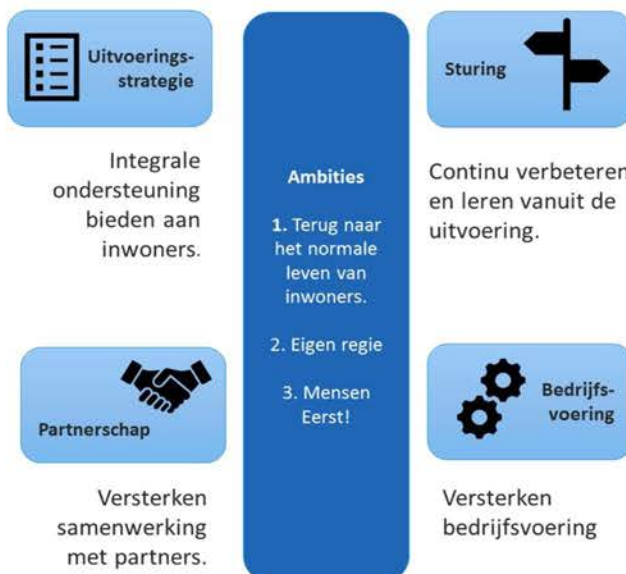 Uitvoerings-
strategie
Integrale
ondersteuning
bieden aan
inwoners.
Partnerschap
Versterken
samenwerking
met partners.
Ambities
1. Terug naar
het normale
leven van
inwoners.
2. Eigen regie
3. Mensen
Eerst!
Sturing
Continu verbeteren
en leren vanuit de
uitvoering.
Bedrijfs-
voering
Versterken
bedrijfsvoering